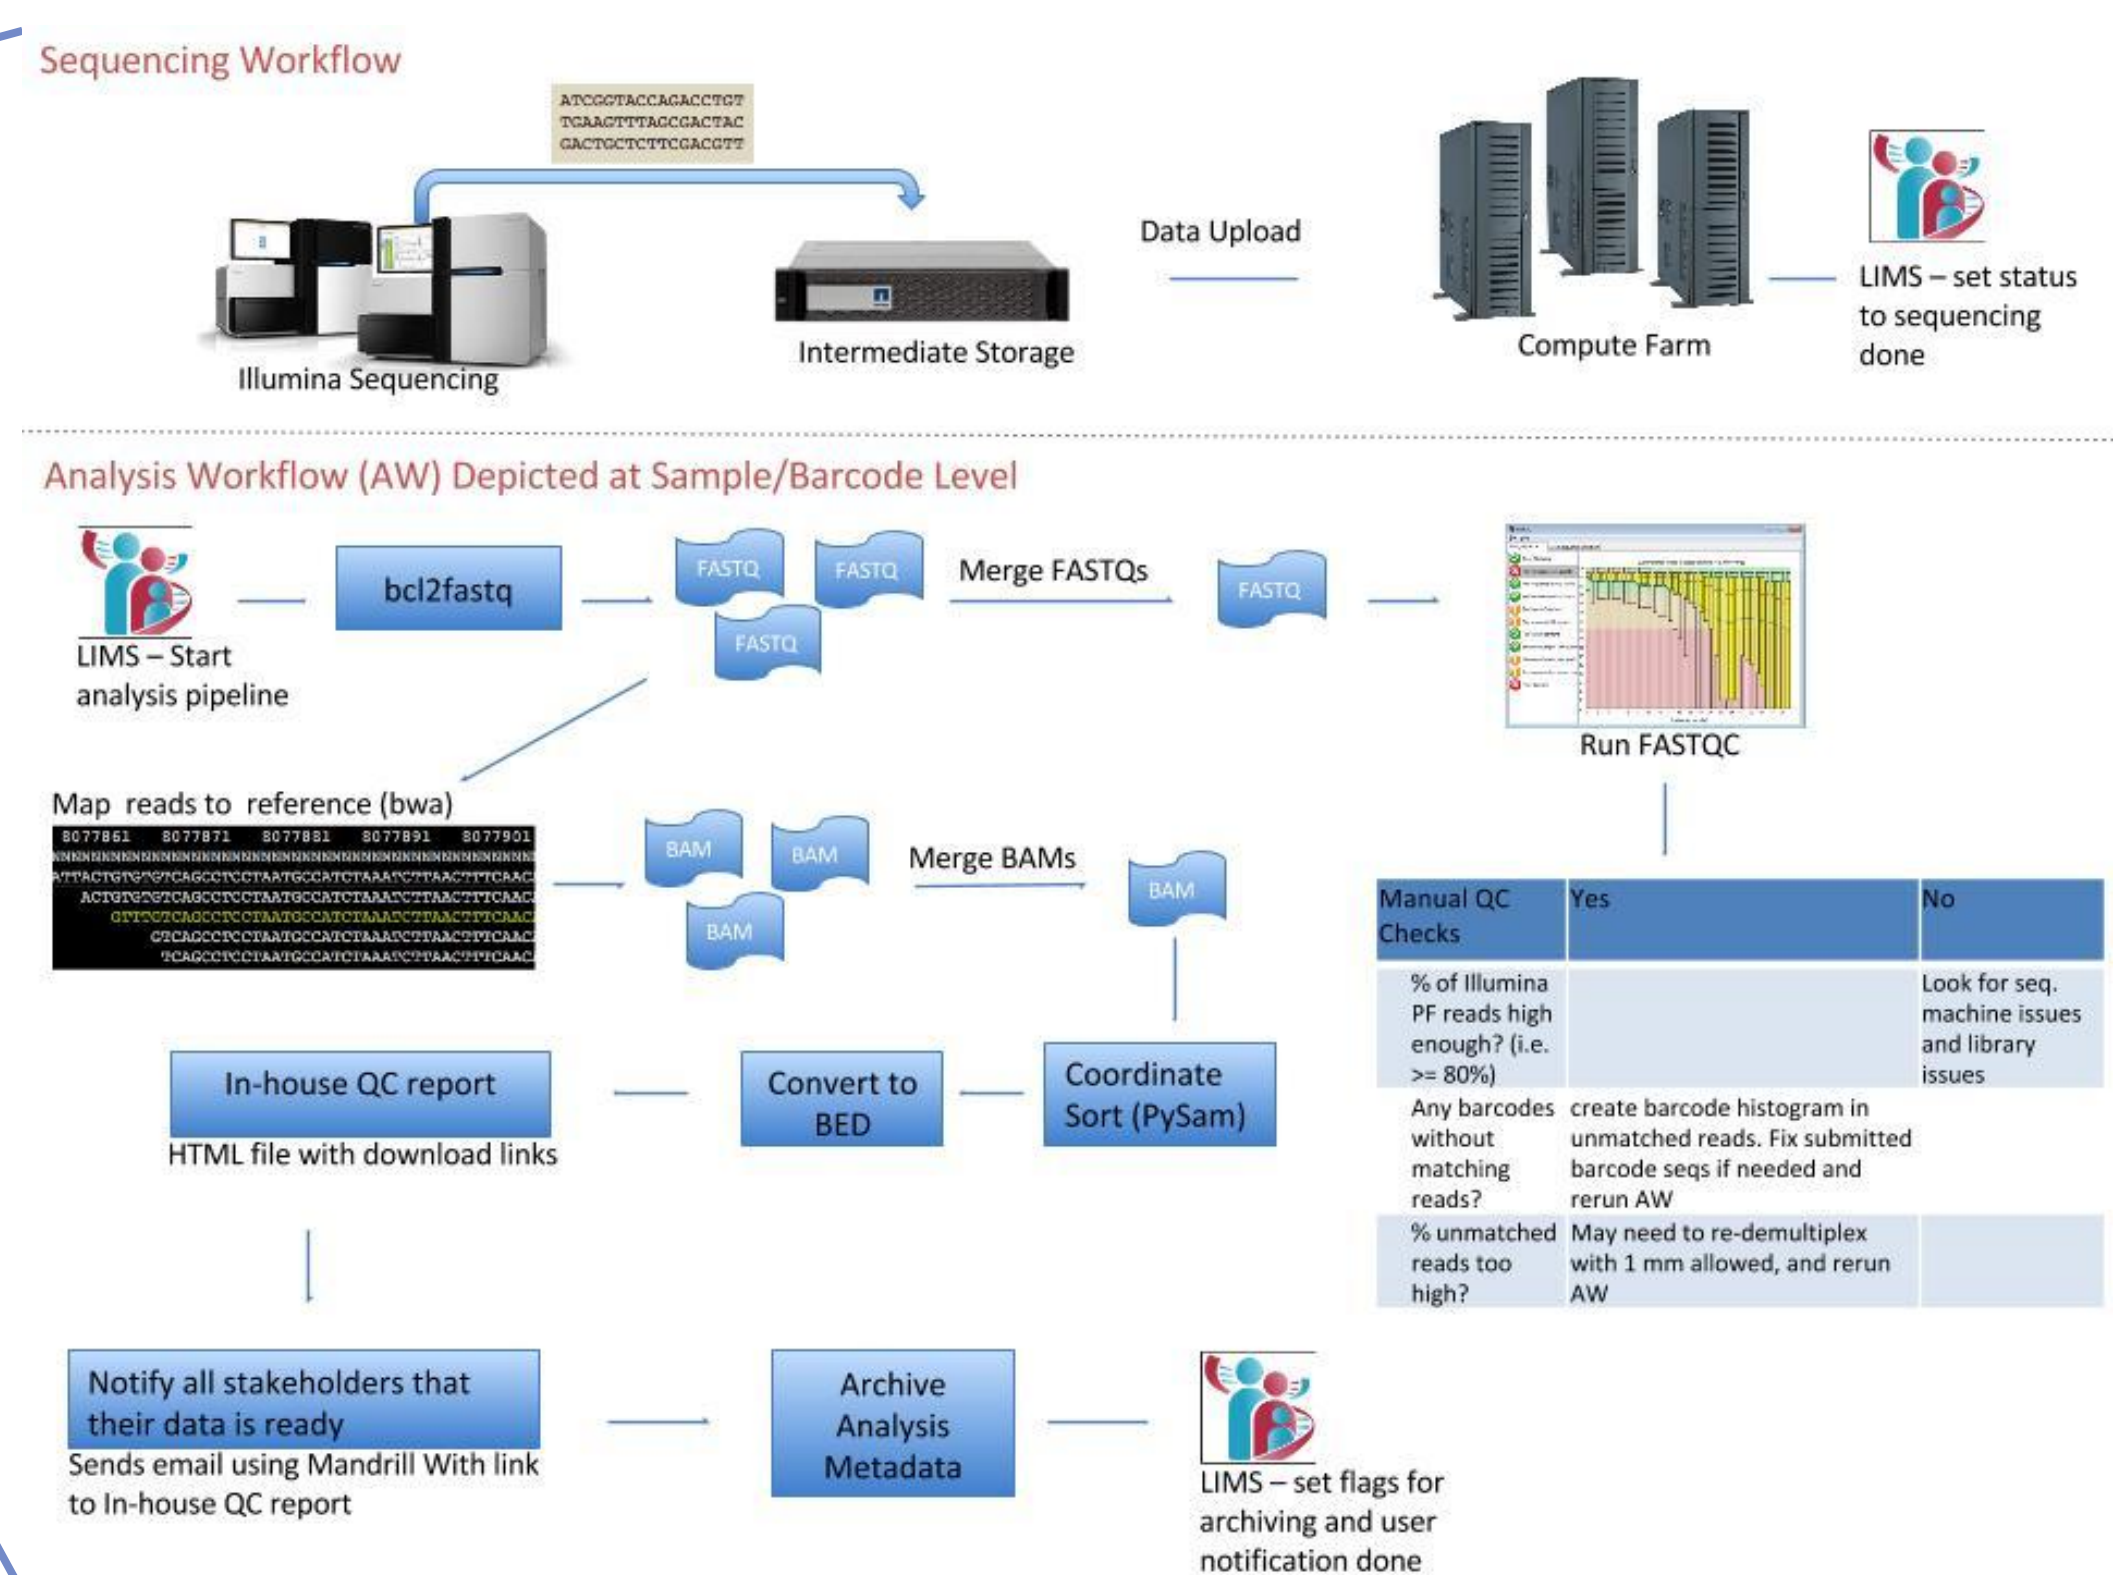 Sequencing Workflow
ATCGGTACCAGACCTGT
TGAAGTTTAGCGACTAC
GACTGCTCTTCGACGTT
Illumina Sequencing
Intermediate Storage
Data Upload
Compute Farm
LIMS – set status
to sequencing
done
Analysis Workflow (AW) Depicted at Sample/Barcode Level
LIMS – Start
analysis pipeline
bcl2fastq
FASTQ
FASTQ
FASTQ
Merge FASTQs
FASTQ
Run FASTQC
Map reads to reference (bwa)
8077861 8077871 8077881 8077891 8077901
ATTACTGTGTGTCAGCCTCCTAATGCCATCTAAATCTTAACTTTCAAC
ACTGTGTGTCAGCCTCCTAATGCCATCTAAATCTTAACTTTCAAC
GTTTGTCAGCCTCCTAATGCCATCTAAATCTTAACTTTCAAC
GTCAGCCTCCTAATGCCATCTAAATCTTAACTTTCAAC
TCAGCCTCCTAATGCCATCTAAATCTTAACTTTCAAC
BAM
BAM
BAM
Merge BAMs
BAM
Coordinate
Sort (PySam)
Convert to
BED
In-house QC report
HTML file with download links
Manual QC
Checks
Yes
No
% of Illumina
PF reads high
enough? (i.e.
>= 80%)
Look for seq.
machine issues
and library
issues
Any barcodes
without
matching
reads?
create barcode histogram in
unmatched reads. Fix submitted
barcode seqs if needed and
rerun AW
% unmatched
reads too
high?
May need to re-demultiplex
with 1 mm allowed, and rerun
AW
Notify all stakeholders that
their data is ready
Sends email using Mandrill With link
to In-house QC report
Archive
Analysis
Metadata
LIMS – set flags for
archiving and user
notification done